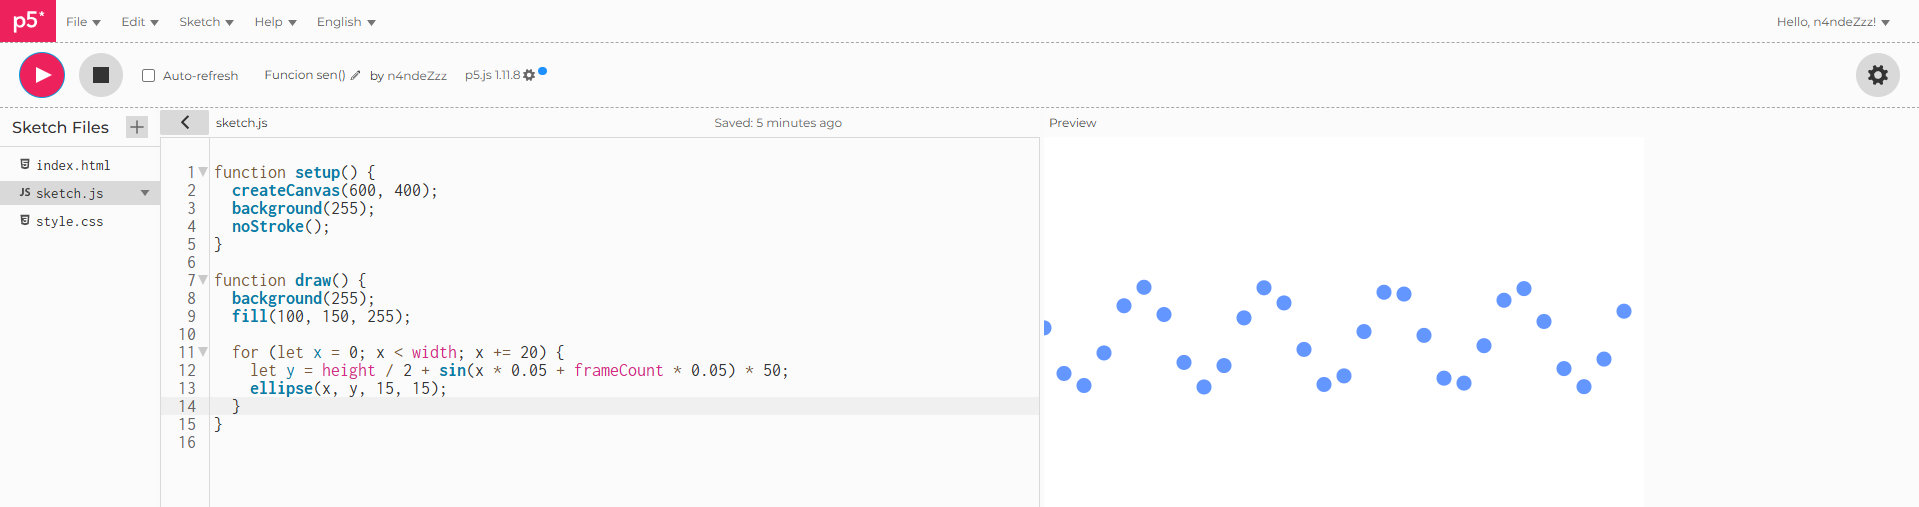 p5* File Edit Sketch Help English Hello, n4ndeZzz!
Auto-refresh Funcion sen() by n4ndeZzz p5.js 1.11.8
Sketch Files + sketch.js Saved: 5 minutes ago Preview
index.html
JS sketch.js
style.css
1 function setup() {
2   createCanvas(600, 400);
3   background(255);
4   noStroke();
5 }
6
7 function draw() {
8   background(255);
9   fill(100, 150, 255);
10
11   for (let x = 0; x < width; x += 20) {
12     let y = height / 2 + sin(x * 0.05 + frameCount * 0.05) * 50;
13     ellipse(x, y, 15, 15);
14   }
15 }
16